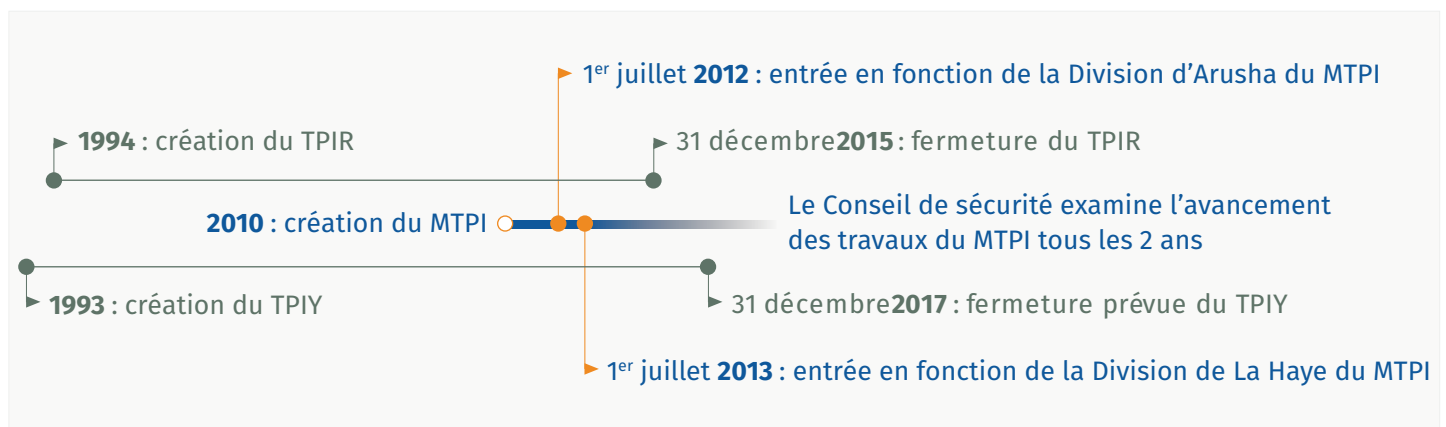 1er juillet 2012 : entrée en fonction de la Division d’Arusha du MTPI
1994 : création du TPIR
31 décembre2015 : fermeture du TPIR
2010 : création du MTPI
Le Conseil de sécurité examine l’avancement
des travaux du MTPI tous les 2 ans
1993 : création du TPIY
31 décembre2017 : fermeture prévue du TPIY
1er juillet 2013 : entrée en fonction de la Division de La Haye du MTPI